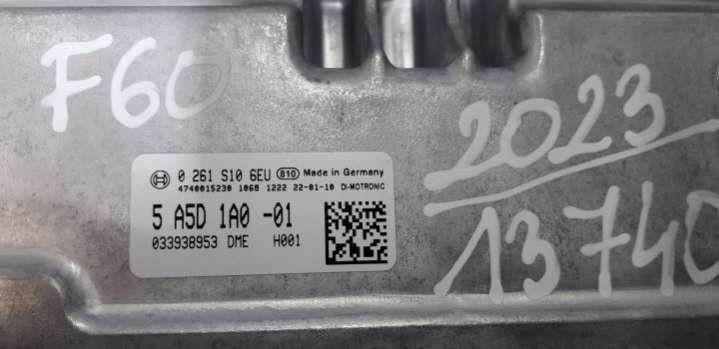 F60
2023
13740
0 261 S10 6EU 810 Made in Germany
4740015230 1068 1222 22-01-10 DI-MOTRONIC
5 A5D 1A0 -01
033938953 DME H001